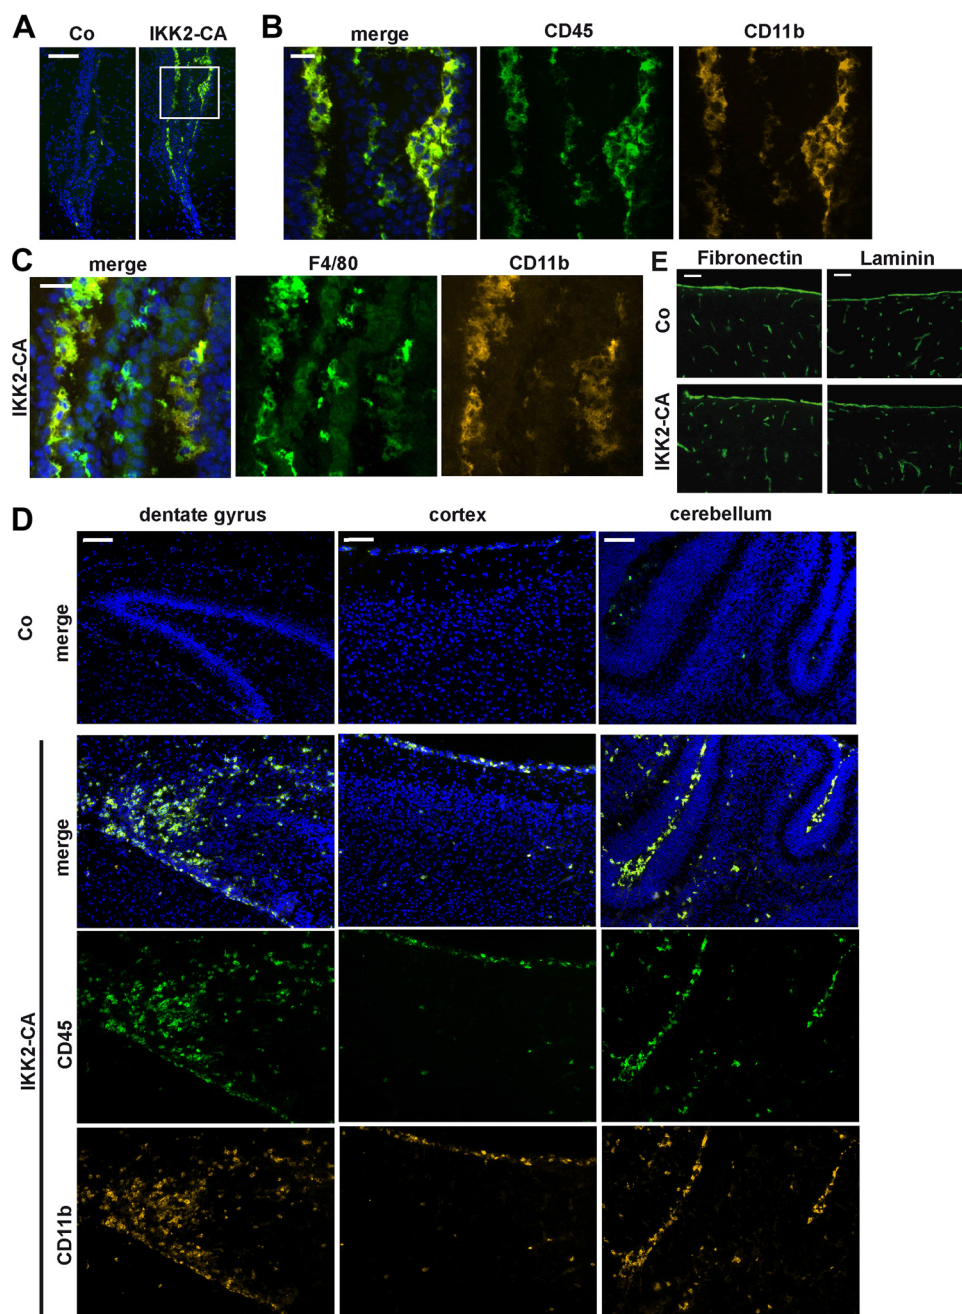 A
Co
IKK2-CA
B
merge
CD45
CD11b
C
merge
F4/80
CD11b
IKK2-CA
E
Fibronectin
Laminin
Co
IKK2-CA
D
dentate gyrus
cortex
cerebellum
Co
merge
IKK2-CA
merge
CD45
CD11b